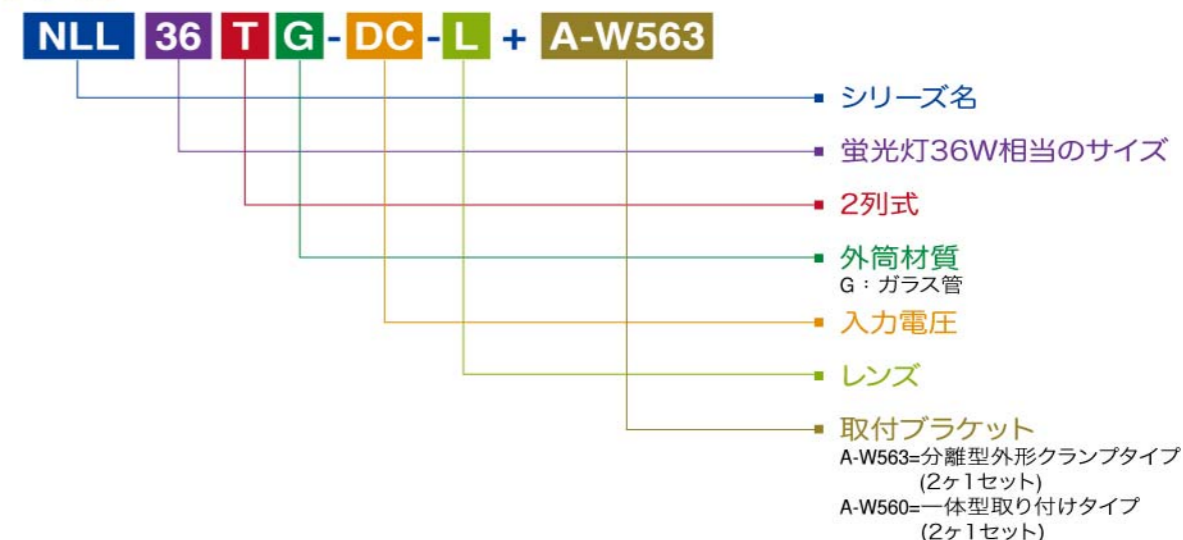 NLL 36 T G - DC - L + A-W563
シリーズ名
蛍光灯36W相当のサイズ
2列式
外筒材質
G：ガラス管
入力電圧
レンズ
取付ブラケット
A-W563=分離型外形クランプタイプ
(2ヶ1セット)
A-W560=一体型取り付けタイプ
(2ヶ1セット)